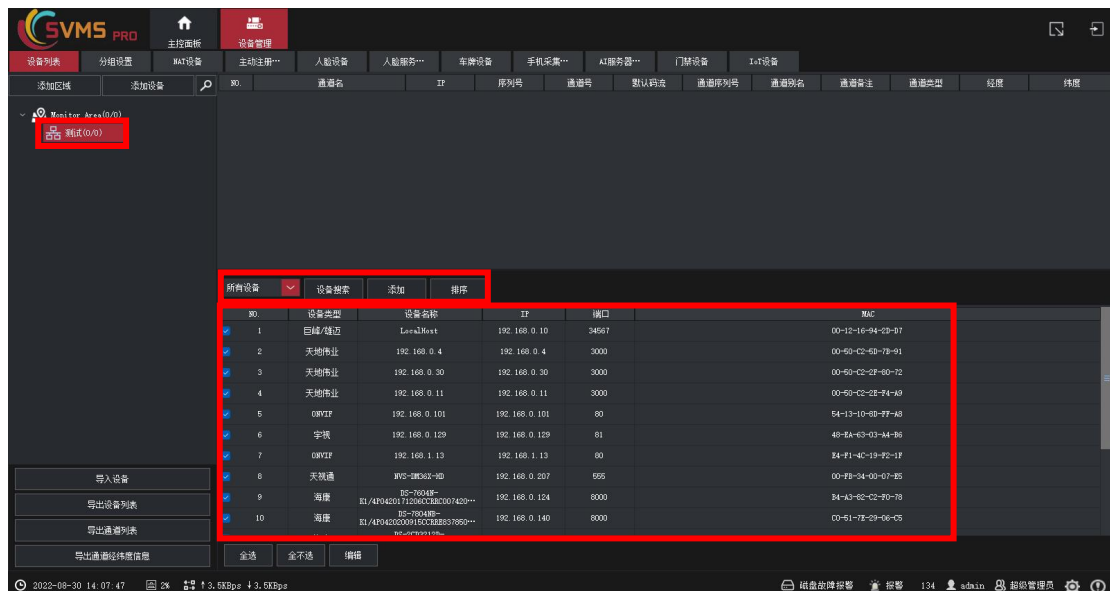 SVMS PRO
主控面板
设备管理
设备列表 分组设置 NAT设备 主动注册… 人脸设备 人脸服务… 车牌设备 手机采集… AI服务器… 门禁设备 IoT设备
添加区域 添加设备
NO. 通道名 IP 序列号 通道号 默认码流 通道序列号 通道别名 通道备注 通道类型 经度 纬度
Monitor Area(0/0)
测试(0/0)
所有设备 设备搜索 添加 排序
NO. 设备类型 设备名称 IP 端口 MAC
1 巨峰/雄迈 LocalHost 192.168.0.10 34567 00-12-16-94-2D-D7
2 天地伟业 192.168.0.4 192.168.0.4 3000 00-50-C2-5D-7B-91
3 天地伟业 192.168.0.30 192.168.0.30 3000 00-50-C2-2F-80-72
4 天地伟业 192.168.0.11 192.168.0.11 3000 00-50-C2-2E-F4-A9
5 ONVIF 192.168.0.101 192.168.0.101 80 54-13-10-8D-FF-A8
6 宇视 192.168.0.129 192.168.0.129 81 48-EA-63-03-A4-B6
7 ONVIF 192.168.1.13 192.168.1.13 80 E4-F1-4C-19-F2-1F
8 天视通 NVS-DM36X-HD 192.168.0.207 555 00-FB-34-00-07-E5
9 海康 DS-7604N-K1/4P0420171206CCRRC007420… 192.168.0.124 8000 B4-A3-82-C2-F0-78
10 海康 DS-7804NB-K1/4P0420200915CCRRE837850… 192.168.0.140 8000 C0-51-7E-29-06-C5
导入设备
导出设备列表
导出通道列表
导出通道经纬度信息
全选 全不选 编辑
2022-08-30 14:07:47 2% 3.5KBps 3.5KBps 磁盘故障报警 报警 134 admin 超级管理员